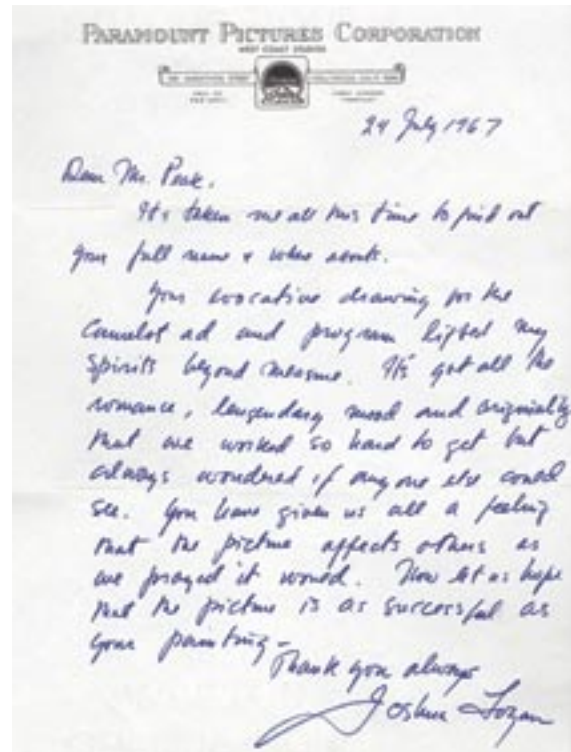 PARAMOUNT PICTURES CORPORATION
WEST COAST STUDIOS
24 July 1967
Dear Mr. Peak,
It's taken me all this time to find out
your full name & where abouts.
Your evocative drawing for the
Camelot ad and program lifted my
Spirits beyond measure. It's got all the
romance, lengendary mood and originality
that we worked so hard to get but
always wondered if anyone else could
see. You have given us all a feeling
that the picture affects others as
we prayed it would. Now let us hope
that the picture is as successful as
your painting -
Thank you always
Joshua Logan